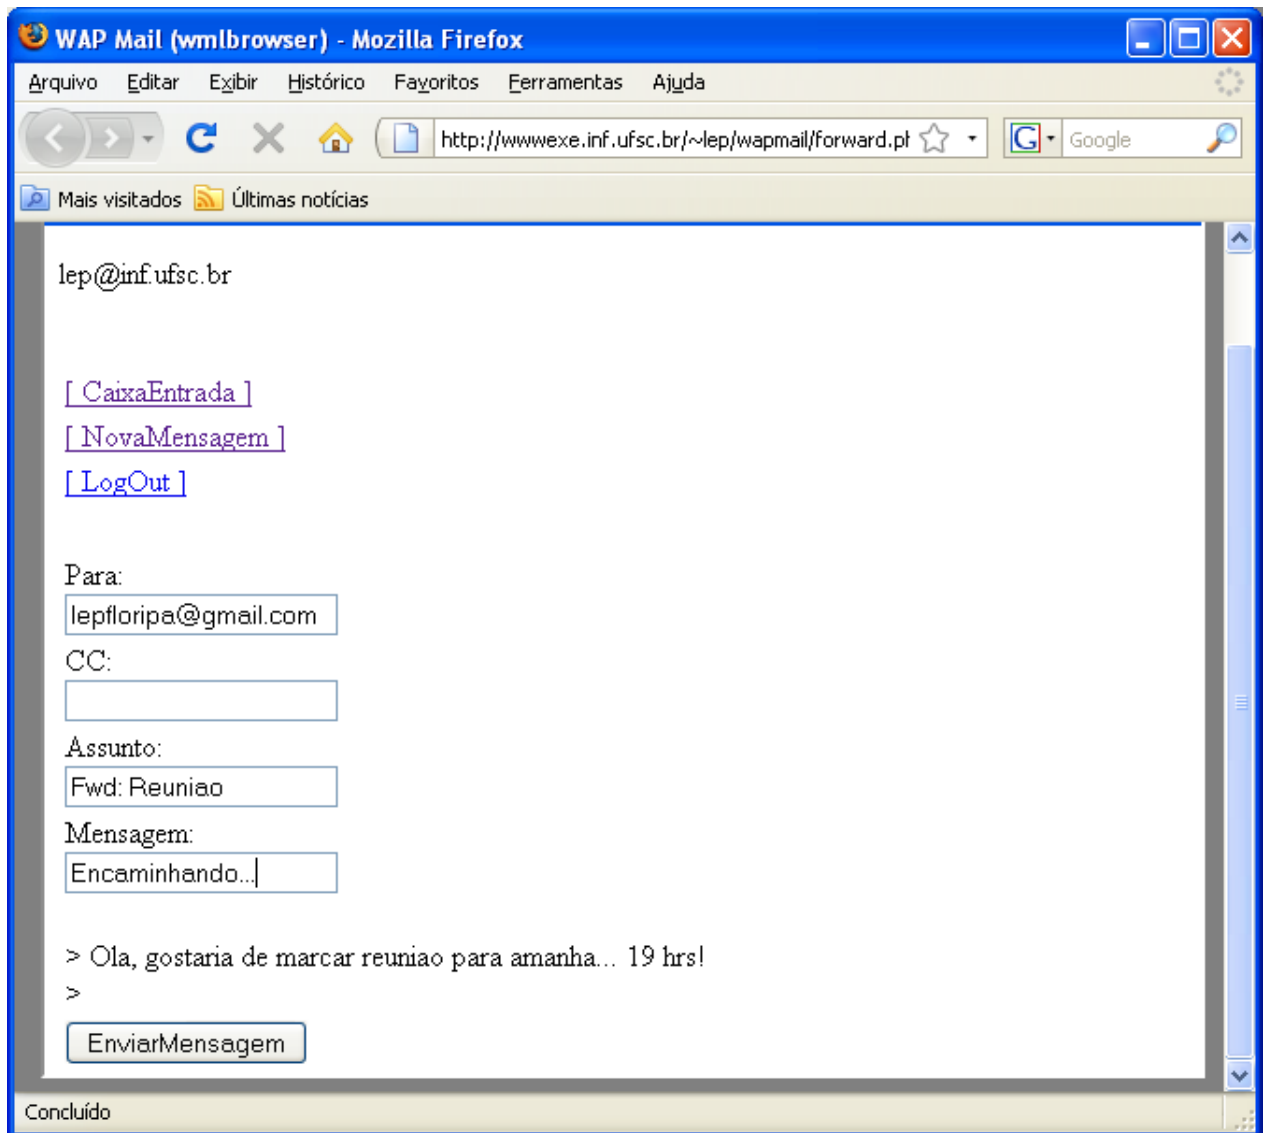 WAP Mail (wmlbrowser) - Mozilla Firefox
Arquivo Editar Exibir Histórico Favoritos Ferramentas Ajuda
http://wwwexe.inf.ufsc.br/~lep/wapmail/forward.ph G Google
Mais visitados Últimas notícias
lep@inf.ufsc.br
[ CaixaEntrada ]
[ NovaMensagem ]
[ LogOut ]
Para:
lepfloripa@gmail.com
CC:
Assunto:
Fwd: Reuniao
Mensagem:
Encaminhando...
> Ola, gostaria de marcar reuniao para amanha... 19 hrs!
>
EnviarMensagem
Concluído